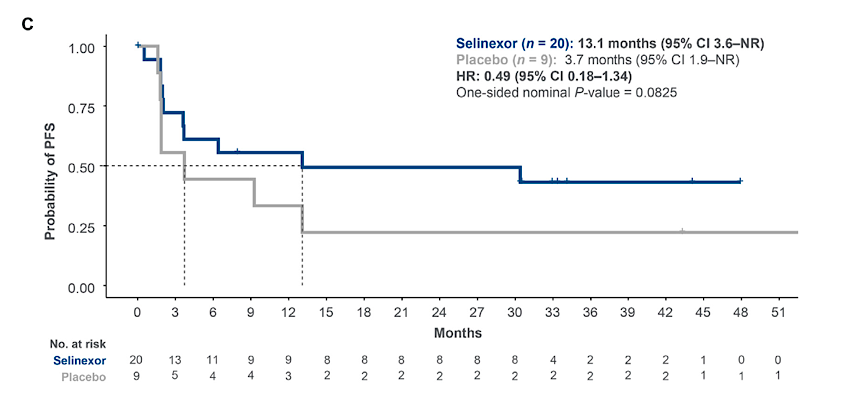 C
Selinexor (n = 20): 13.1 months (95% CI 3.6–NR)
Placebo (n = 9): 3.7 months (95% CI 1.9–NR)
HR: 0.49 (95% CI 0.18–1.34)
One-sided nominal P-value = 0.0825
Probability of PFS
1.00
0.75
0.50
0.25
0.00
0 3 6 9 12 15 18 21 24 27 30 33 36 39 42 45 48 51
Months
No. at risk
Selinexor 20 13 11 9 9 8 8 8 8 8 8 4 2 2 2 1 0 0
Placebo 9 5 4 4 3 2 2 2 2 2 2 2 2 2 2 1 1 1